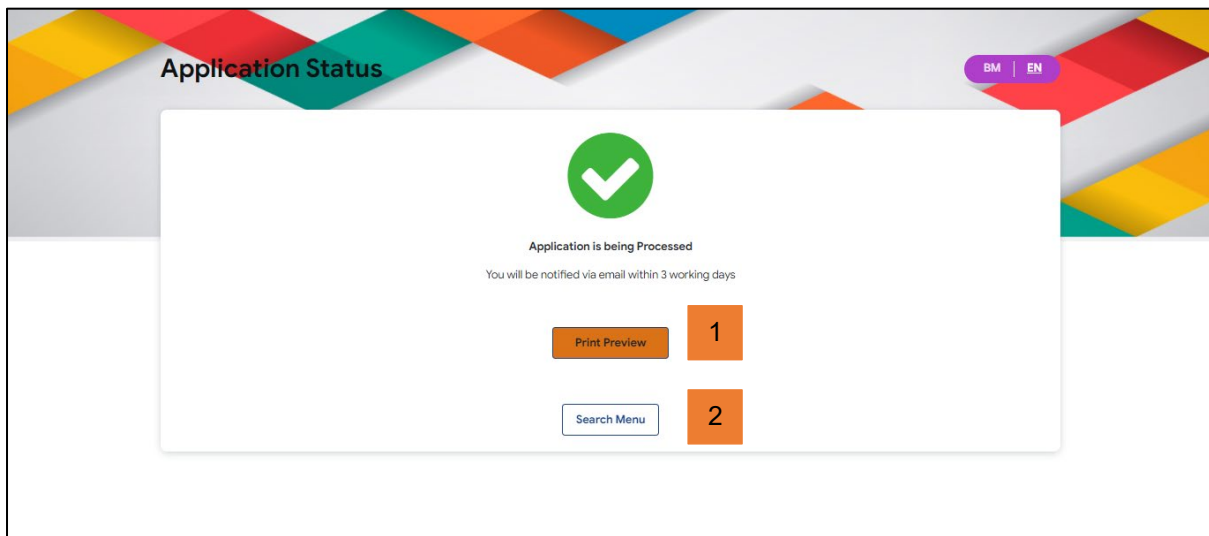 Application Status
BM | EN
Application is being Processed
You will be notified via email within 3 working days
Print Preview
1
Search Menu
2